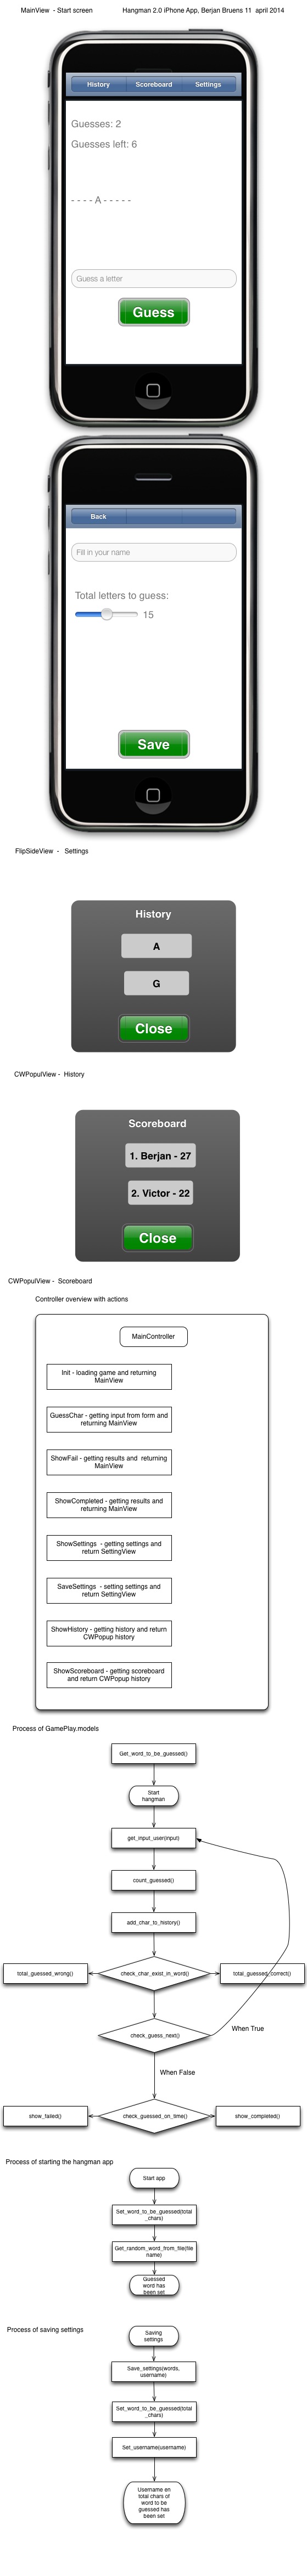 MainView - Start screen
Hangman 2.0 iPhone App, Berjan Bruens 11 april 2014
History Scoreboard Settings
Guesses: 2
Guesses left: 6
- - - - A - - - - -
Guess a letter
Guess
Back
Fill in your name
Total letters to guess:
15
Save
FlipSideView - Settings
History
A
G
Close
CWPopulView - History
Scoreboard
1. Berjan - 27
2. Victor - 22
Close
CWPopulView - Scoreboard
Controller overview with actions
MainController
Init - loading game and returning
MainView
GuessChar - getting input from form and
returning MainView
ShowFail - getting results and returning
MainView
ShowCompleted - getting results and
returning MainView
ShowSettings - getting settings and
return SettingView
SaveSettings - setting settings and
return SettingView
ShowHistory - getting history and return
CWPopup history
ShowScoreboard - getting scoreboard
and return CWPopup history
Process of GamePlay.models
Get_word_to_be_guessed()
Start
hangman
get_input_user(input)
count_guessed()
add_char_to_history()
total_guessed_wrong()
check_char_exist_in_word()
total_guessed_correct()
check_guess_next()
When True
When False
show_failed()
check_guessed_on_time()
show_completed()
Process of starting the hangman app
Start app
Set_word_to_be_guessed(total
_chars)
Get_random_word_from_file(file
name)
Guessed
word has
been set
Process of saving settings
Saving
settings
Save_settings(words,
username)
Set_word_to_be_guessed(total
_chars)
Set_username(username)
Username en
total chars of
word to be
guessed has
been set